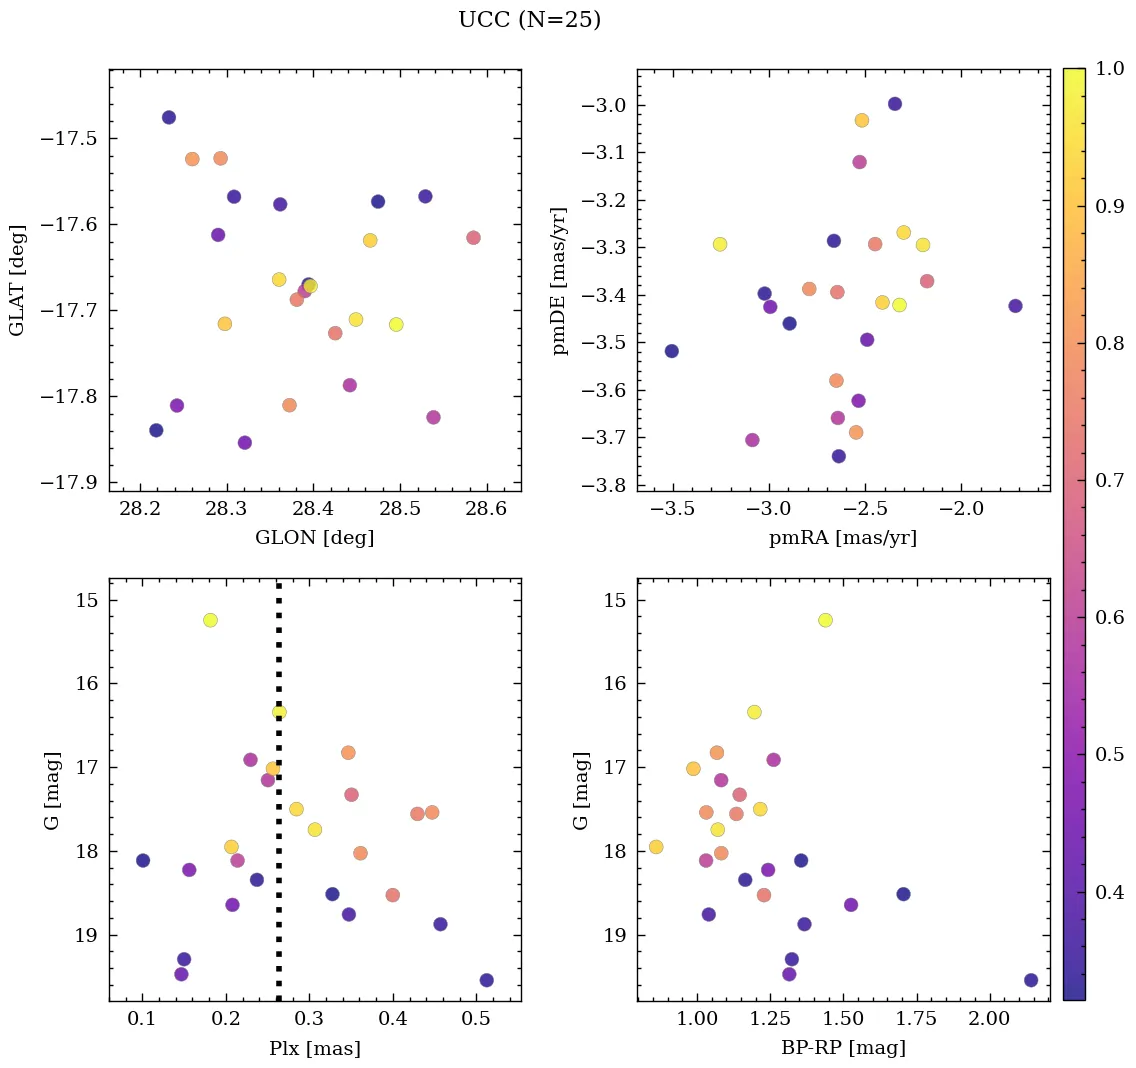 UCC (N=25)
−17.5
−17.6
−17.7
−17.8
−17.9
GLAT [deg]
28.2 28.3 28.4 28.5 28.6
GLON [deg]
−3.0
−3.1
−3.2
−3.3
−3.4
−3.5
−3.6
−3.7
−3.8
pmDE [mas/yr]
−3.5 −3.0 −2.5 −2.0
pmRA [mas/yr]
15
16
17
18
19
G [mag]
0.1 0.2 0.3 0.4 0.5
Plx [mas]
15
16
17
18
19
G [mag]
1.00 1.25 1.50 1.75 2.00
BP-RP [mag]
1.0
0.9
0.8
0.7
0.6
0.5
0.4